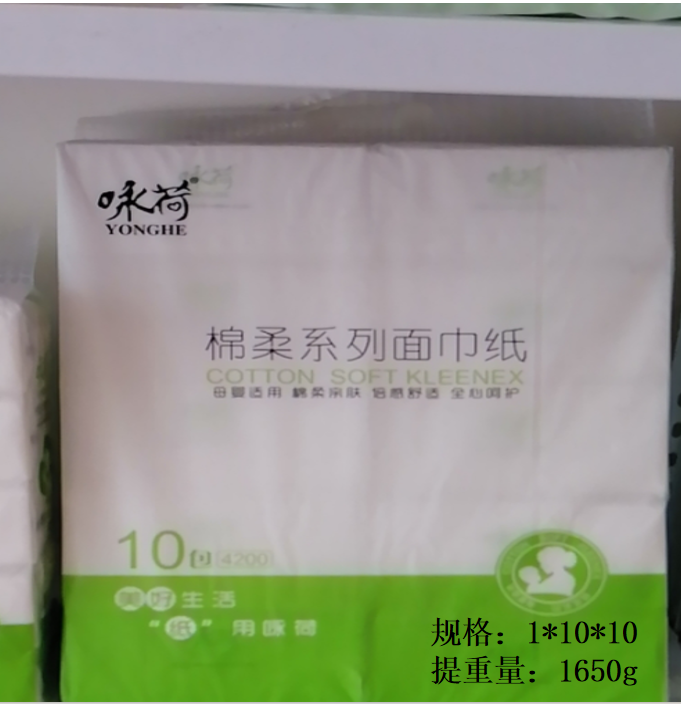 咏荷
YONGHE
棉柔系列面巾纸
COTTON SOFT KLEENEX
母婴适用 棉柔亲肤 倍感舒适 全心呵护
10包[4200]
美好生活
“纸”用咏荷
规格：1*10*10
提重量：1650g